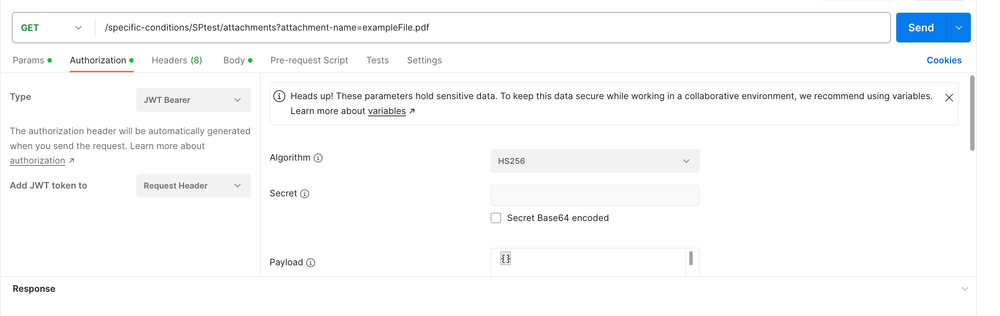 GET
/specific-conditions/SPtest/attachments?attachment-name=exampleFile.pdf
Send
Params
Authorization
Headers (8)
Body
Pre-request Script
Tests
Settings
Cookies
Type
JWT Bearer
The authorization header will be automatically generated
when you send the request. Learn more about
authorization ↗
Add JWT token to
Request Header
Heads up! These parameters hold sensitive data. To keep this data secure while working in a collaborative environment, we recommend using variables.
Learn more about variables ↗
Algorithm
HS256
Secret
Secret Base64 encoded
Payload
{}
Response